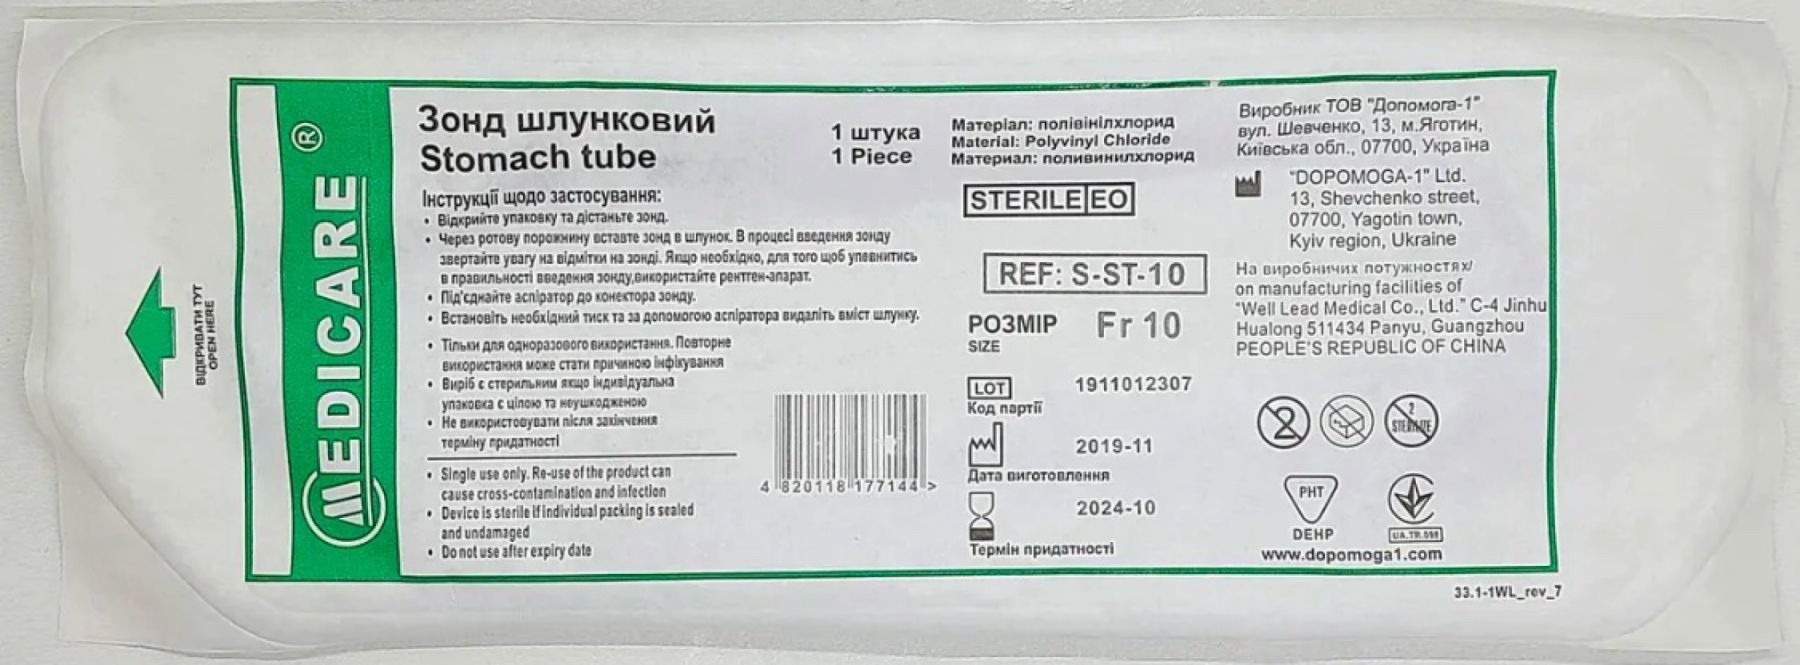 ВІДКРИВАТИ ТУТ
OPEN HERE
MEDICARE®
Зонд шлунковий
Stomach tube
1 штука
1 Piece
Інструкції щодо застосування:
• Відкрийте упаковку та дістаньте зонд.
• Через ротову порожнину вставте зонд в шлунок. В процесі введення зонду
звертайте увагу на відмітки на зонді. Якщо необхідно, для того щоб упевнитись
в правильності введення зонду,використайте рентген-апарат.
• Під'єднайте аспіратор до конектора зонду.
• Встановіть необхідний тиск та за допомогою аспіратора видаліть вміст шлунку.
• Тільки для одноразового використання. Повторне
використання може стати причиною інфікування
• Виріб є стерильним якщо індивідуальна
упаковка є цілою та неушкодженою
• Не використовувати після закінчення
терміну придатності
• Single use only. Re-use of the product can
cause cross-contamination and infection
• Device is sterile if individual packing is sealed
and undamaged
• Do not use after expiry date
4 820118 177144 >
Матеріал: полівінілхлорид
Material: Polyvinyl Chloride
Материал: поливинилхлорид
STERILE EO
REF: S-ST-10
РОЗМІР Fr 10
SIZE
LOT 1911012307
Код партії
2019-11
Дата виготовлення
2024-10
Термін придатності
Виробник ТОВ "Допомога-1"
вул. Шевченко, 13, м.Яготин,
Київська обл., 07700, Україна
"DOPOMOGA-1" Ltd.
13, Shevchenko street,
07700, Yagotin town,
Kyiv region, Ukraine
На виробничих потужностях/
on manufacturing facilities of
"Well Lead Medical Co., Ltd." C-4 Jinhu
Hualong 511434 Panyu, Guangzhou
PEOPLE'S REPUBLIC OF CHINA
2
2
STERILIZE
PHT
DEHP
UA.TR.099
www.dopomoga1.com
33.1-1WL_rev_7